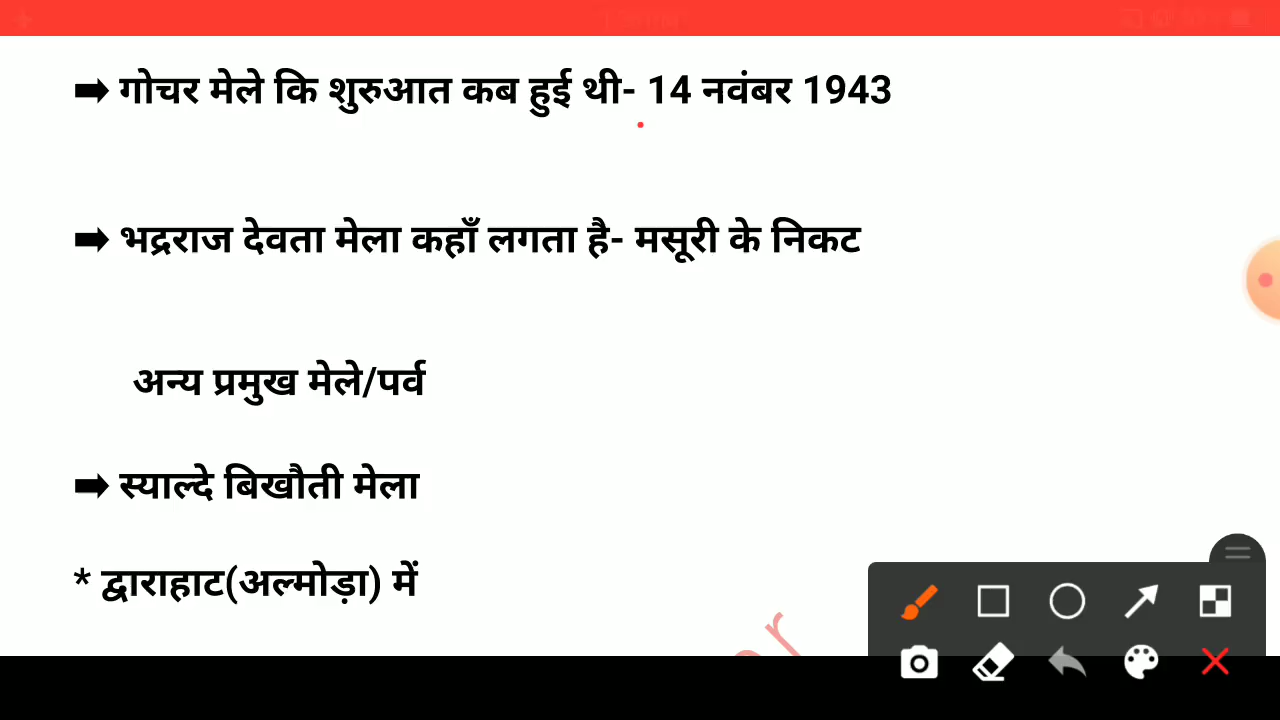 ➡ गोचर मेले कि शुरुआत कब हुई थी- 14 नवंबर 1943
➡ भद्रराज देवता मेला कहाँ लगता है- मसूरी के निकट
अन्य प्रमुख मेले/पर्व
➡ स्याल्दे बिखौती मेला
* द्वाराहाट(अल्मोड़ा) में